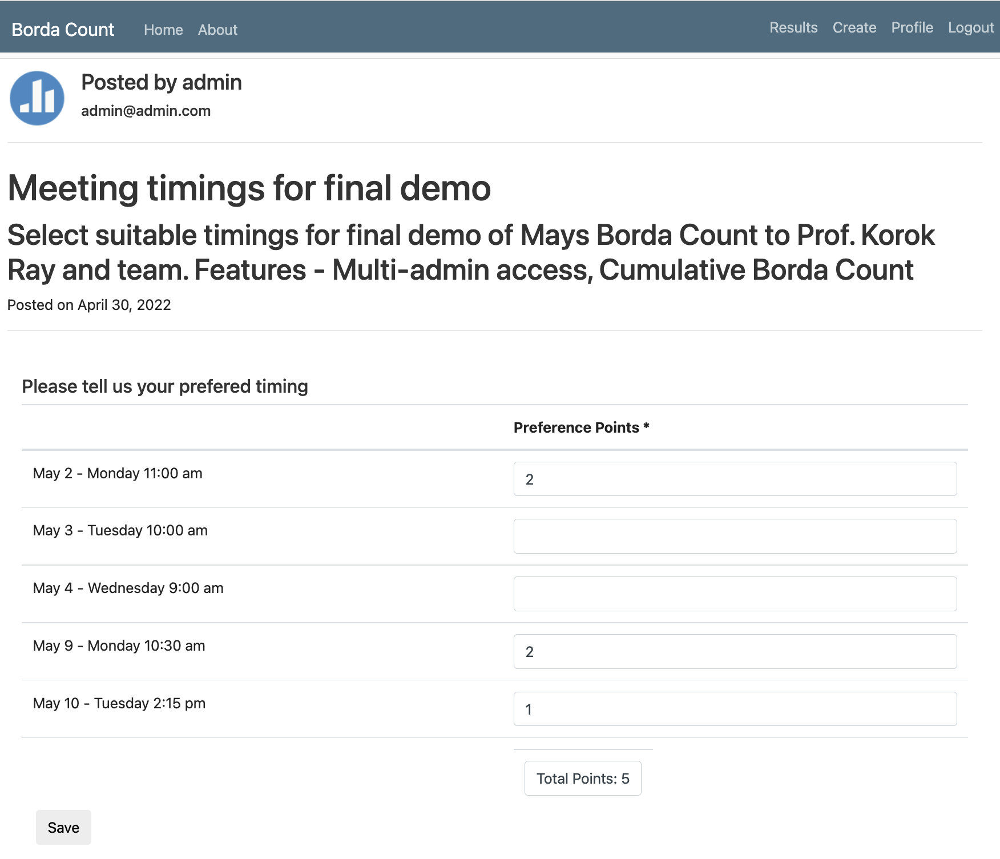 Borda Count Home About Results Create Profile Logout
Posted by admin
admin@admin.com
Meeting timings for final demo
Select suitable timings for final demo of Mays Borda Count to Prof. Korok
Ray and team. Features - Multi-admin access, Cumulative Borda Count
Posted on April 30, 2022
Please tell us your prefered timing
Preference Points *
May 2 - Monday 11:00 am 2
May 3 - Tuesday 10:00 am
May 4 - Wednesday 9:00 am
May 9 - Monday 10:30 am 2
May 10 - Tuesday 2:15 pm 1
Total Points: 5
Save